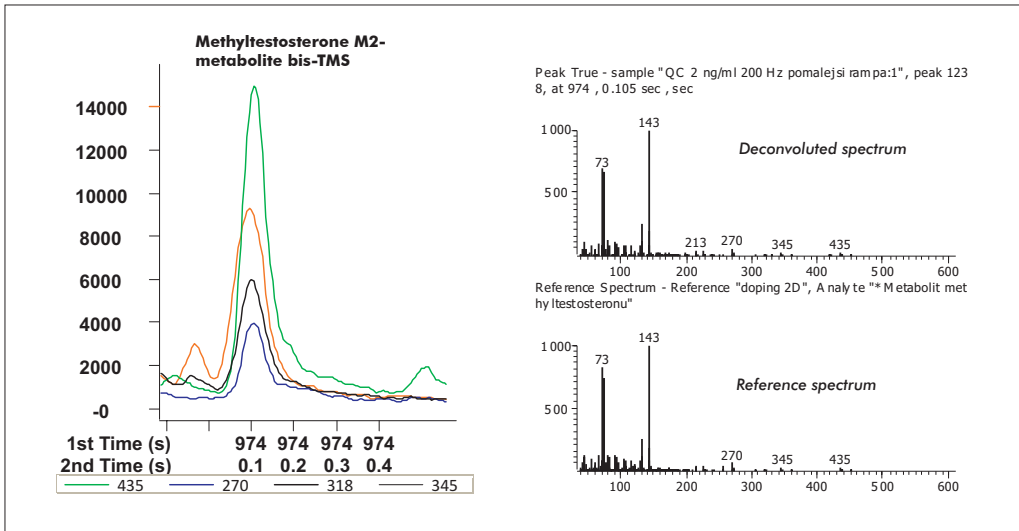 Methyltestosterone M2-
metabolite bis-TMS
14000
12000
10000
8000
6000
4000
2000
-0
1st Time (s) 974 974 974 974
2nd Time (s) 0.1 0.2 0.3 0.4
435 270 318 345
Peak True - sample "QC 2 ng/ml 200 Hz pomalejsi rampa:1", peak 123
8, at 974 , 0.105 sec , sec
1 000
500
143
73
213
270
345
435
Deconvoluted spectrum
100 200 300 400 500 600
Reference Spectrum - Reference "doping 2D", Analyte "*Metabolit met
hyltestosteronu"
1 000
500
143
73
270
345
435
Reference spectrum
100 200 300 400 500 600